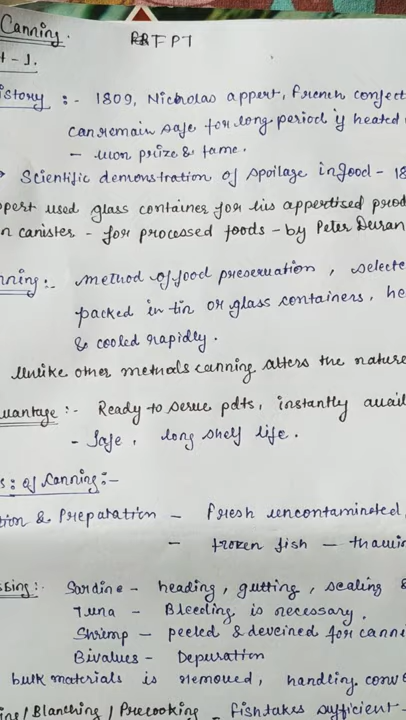 Canning.
RRTFPT
t - 1.
istory :- 1809, Nicholas appert, french confect
can remain safe for long period if heated
- won prize & fame.
→ Scientific demonstration of spoilage in food - 18
ppert used glass container for his appertised prod
n canister - for processed foods - by Peter Duran
nning :- method of food preservation, selecte
packed in tin or glass containers, he
& cooled rapidly.
Unlike other methods canning alters the nature
vantage :- Ready to serve pdts, instantly avail
- Safe, long shelf life.
s : of Canning :-
tion & Preparation - fresh uncontaminated,
- frozen fish - thawin
ssing :- Sardine - heading, gutting, scaling &
Tuna - Bleeding is necessary.
Shrimp - peeled & deveined for canni
Bivalves - Depuration
bulk materials is removed, handling conve
ing / Blanching / Precooking - fish takes sufficient -